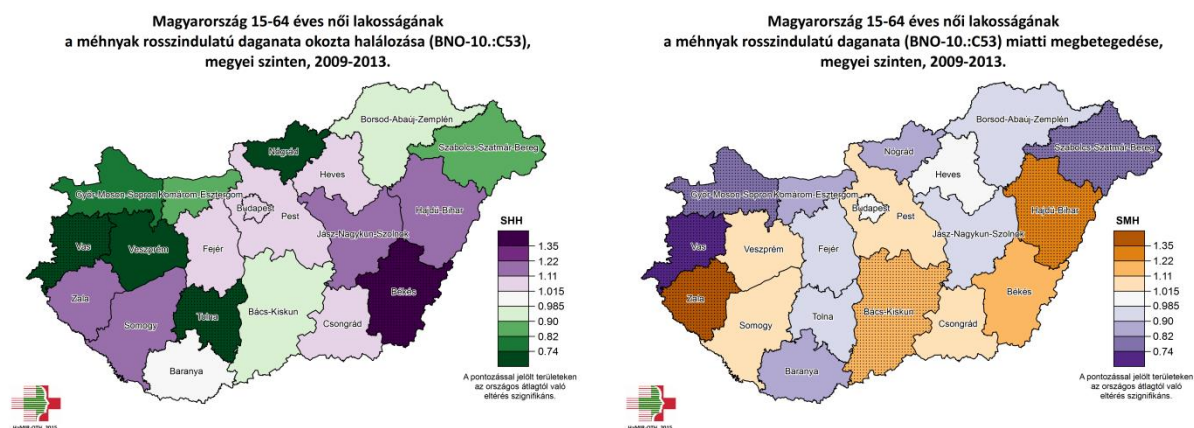 Magyarország 15-64 éves női lakosságának
a méhnyak rosszindulatú daganata okozta halálozása (BNO-10.:C53),
megyei szinten, 2009-2013.
Borsod-Abaúj-Zemplén
Szabolcs-Szatmár-Bereg
Nógrád
Heves
Győr-Moson-Sopron
Komárom-Esztergom
Budapest
Pest
Hajdú-Bihar
Jász-Nagykun-Szolnok
Vas
Veszprém
Fejér
Békés
Zala
Somogy
Tolna
Bács-Kiskun
Csongrád
Baranya
SHH
1.35
1.22
1.11
1.015
0.985
0.90
0.82
0.74
A pontozással jelölt területeken
az országos átlagtól való
eltérés szignifikáns.
Magyarország 15-64 éves női lakosságának
a méhnyak rosszindulatú daganata (BNO-10.:C53) miatti megbetegedése,
megyei szinten, 2009-2013.
Borsod-Abaúj-Zemplén
Szabolcs-Szatmár-Bereg
Nógrád
Heves
Győr-Moson-Sopron
Komárom-Esztergom
Budapest
Pest
Hajdú-Bihar
Jász-Nagykun-Szolnok
Vas
Veszprém
Fejér
Békés
Zala
Somogy
Tolna
Bács-Kiskun
Csongrád
Baranya
SMH
1.35
1.22
1.11
1.015
0.985
0.90
0.82
0.74
A pontozással jelölt területeken
az országos átlagtól való
eltérés szignifikáns.